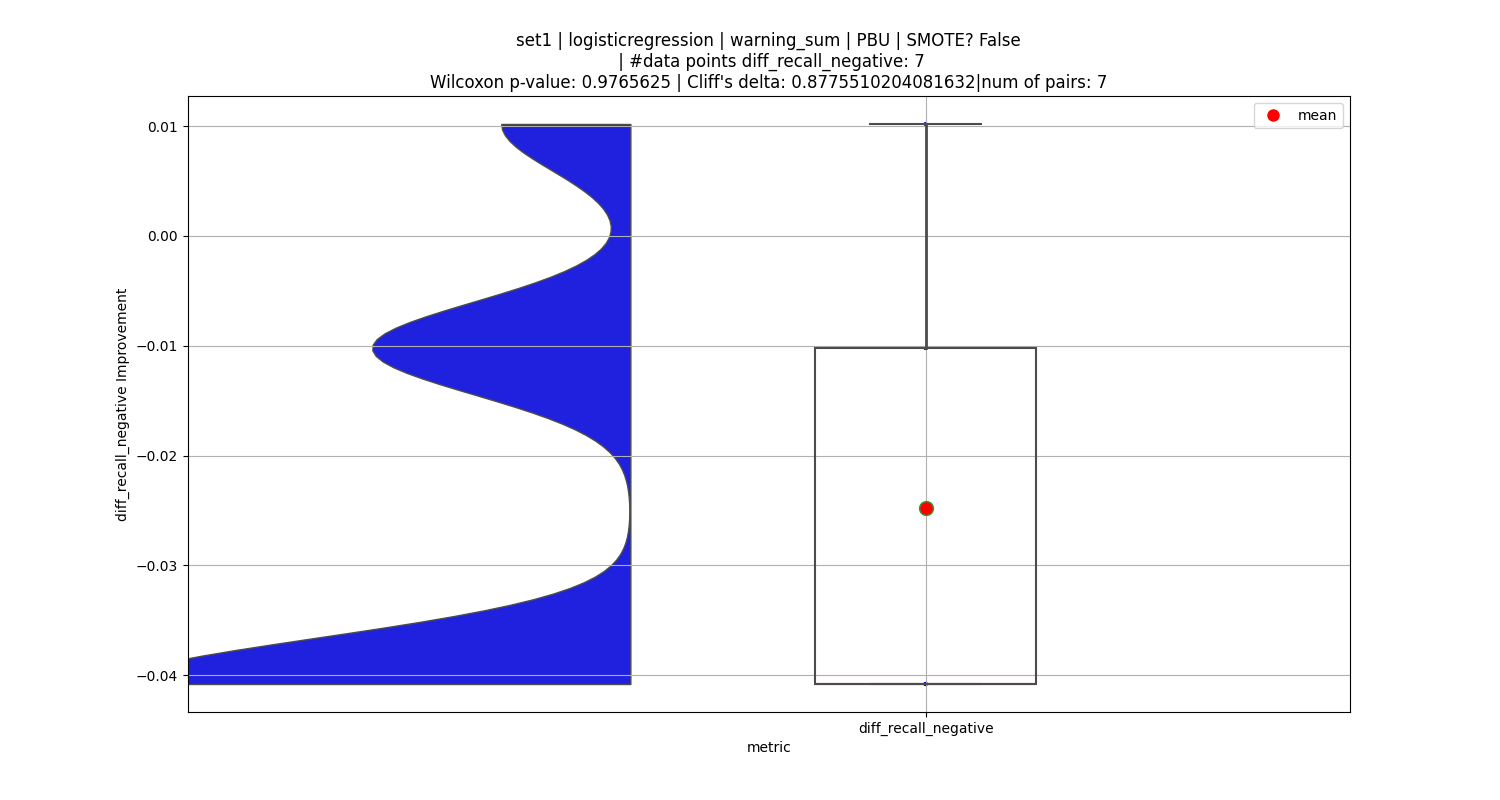 set1 | logisticregression | warning_sum | PBU | SMOTE? False
| #data points diff_recall_negative: 7
Wilcoxon p-value: 0.9765625 | Cliff's delta: 0.8775510204081632|num of pairs: 7
mean
0.01
0.00
−0.01
−0.02
−0.03
−0.04
diff_recall_negative Improvement
diff_recall_negative
metric